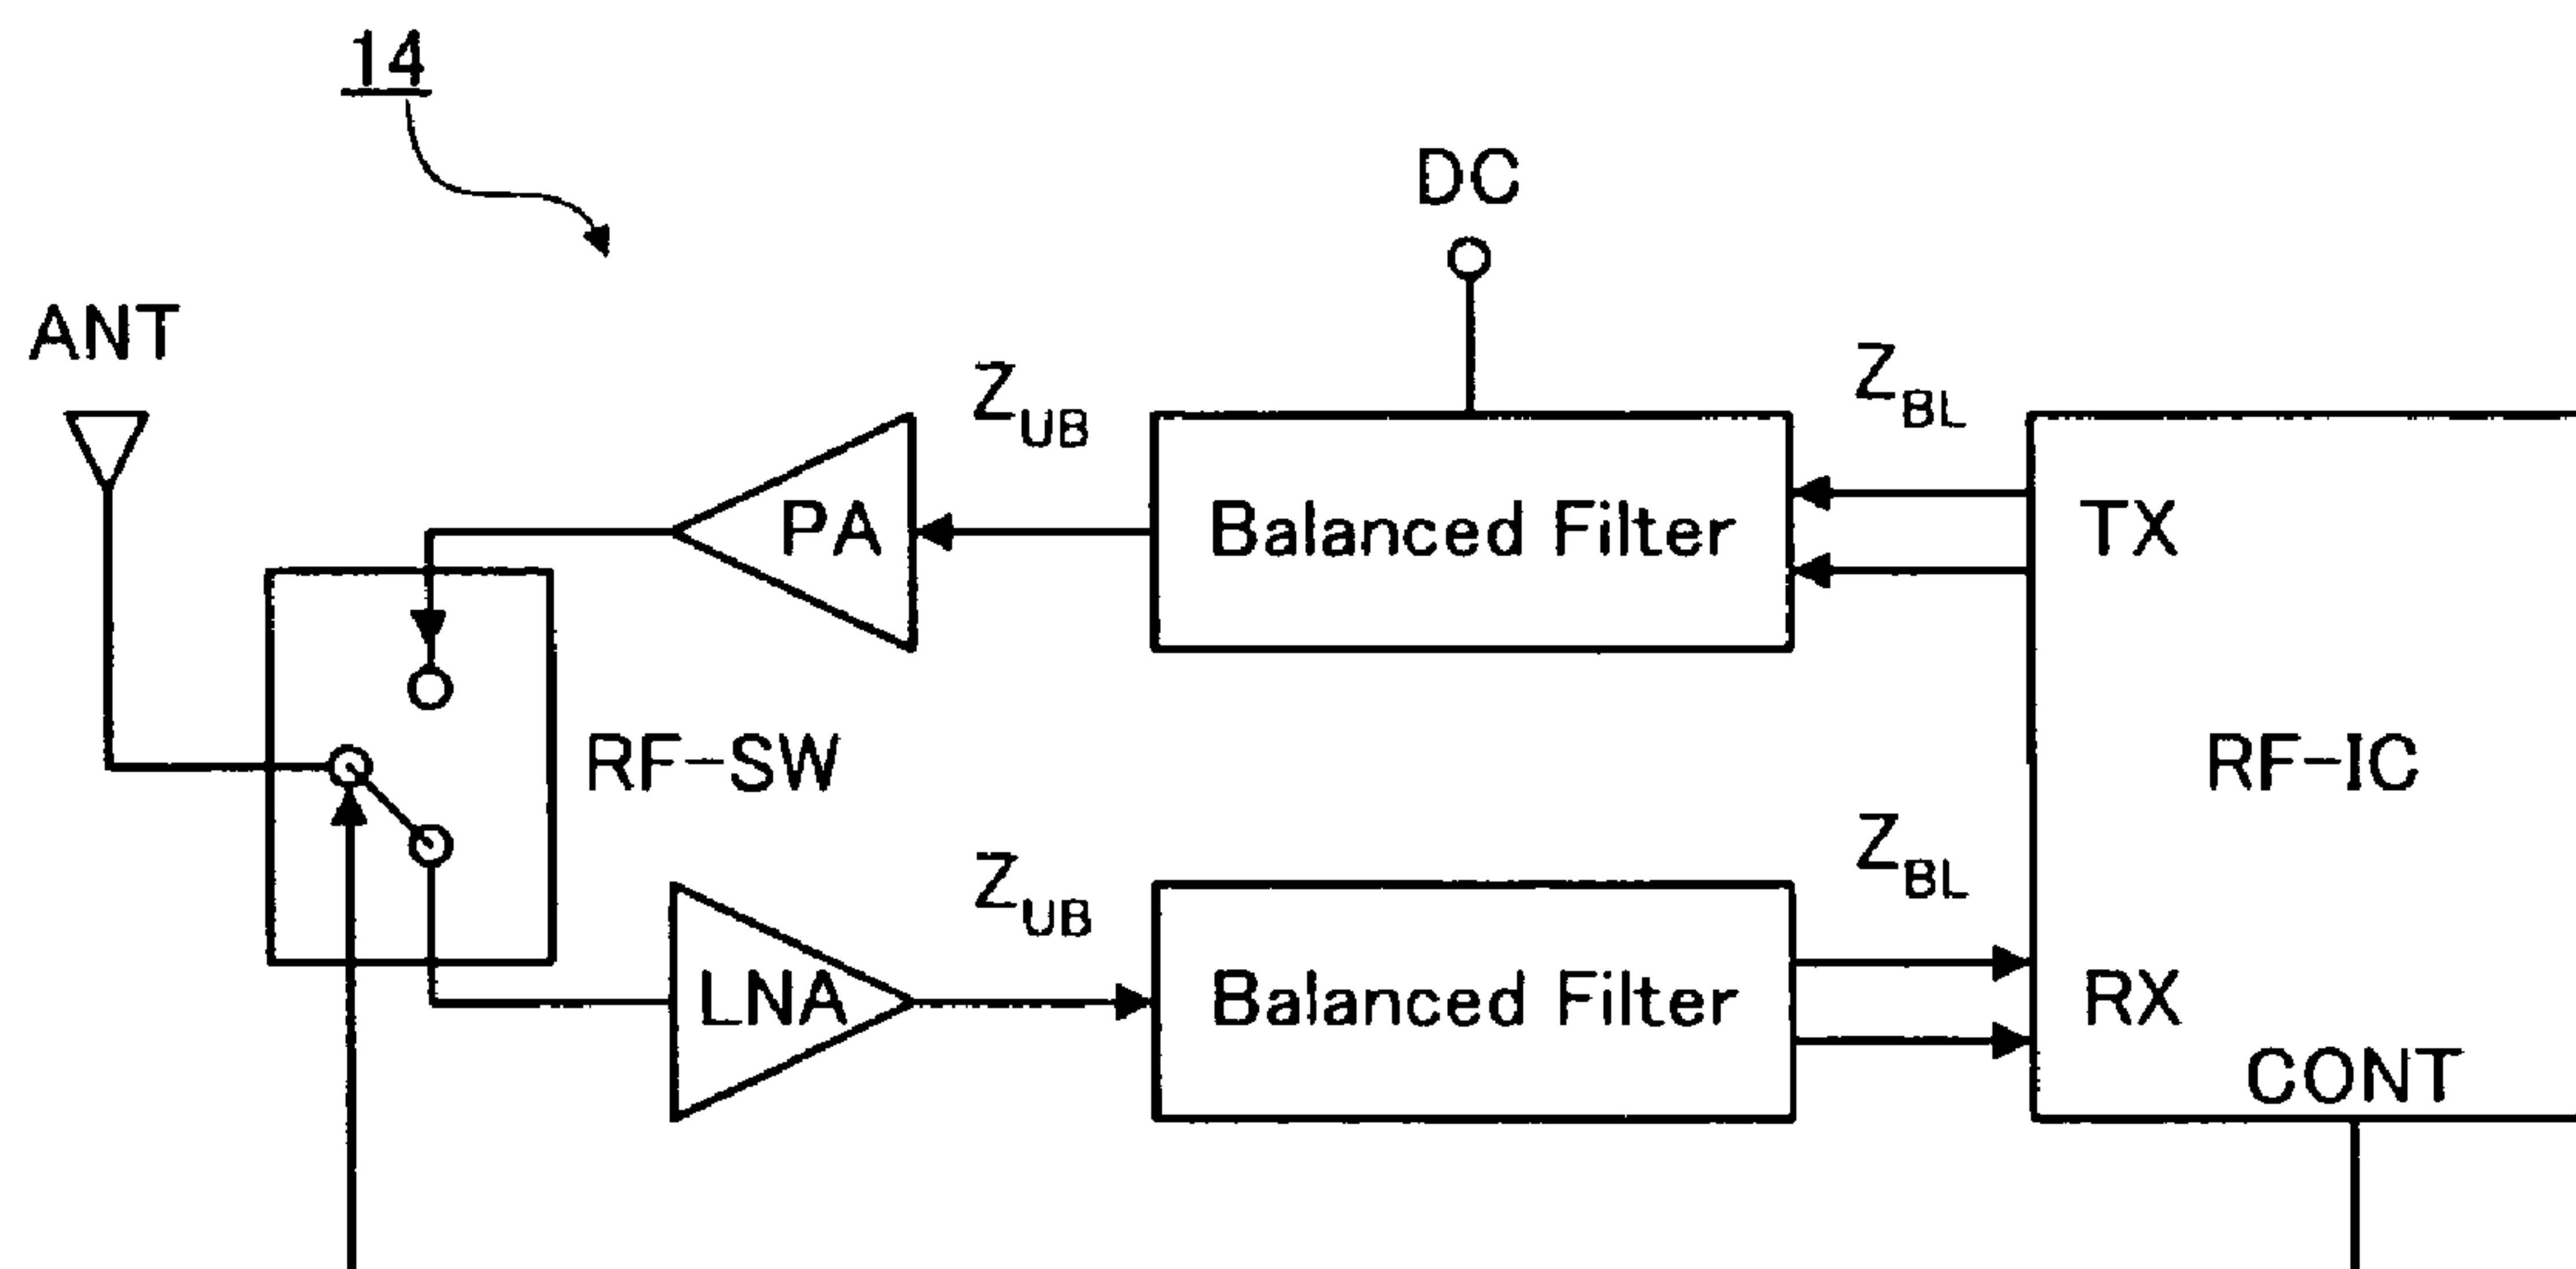 14
DC
ANT
Z_UB
Z_BL
PA
Balanced Filter
TX
RF-SW
RF-IC
Z_UB
Z_BL
LNA
Balanced Filter
RX
CONT